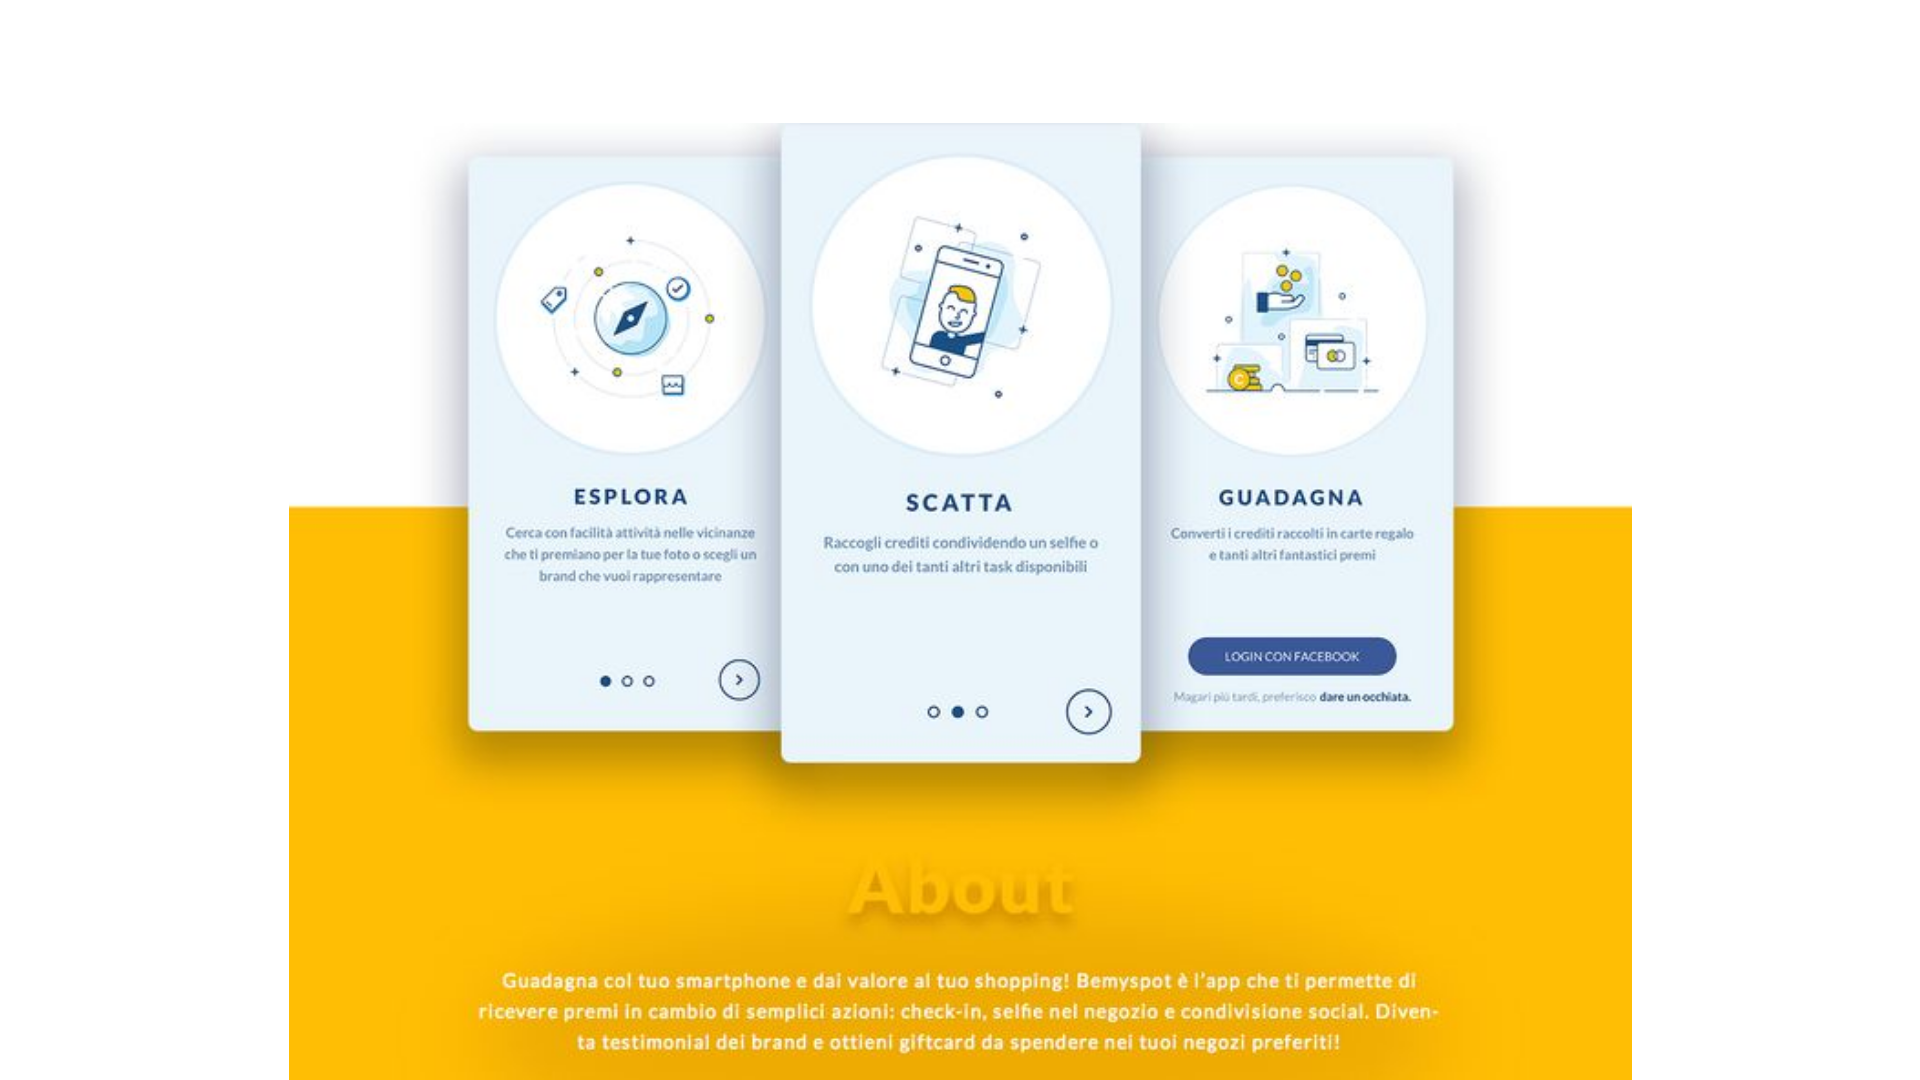 ESPLORA
Cerca con facilità attività nelle vicinanze
che ti premiano per la tue foto o scegli un
brand che vuoi rappresentare
SCATTA
Raccogli crediti condividendo un selfie o
con uno dei tanti altri task disponibili
GUADAGNA
Converti i crediti raccolti in carte regalo
e tanti altri fantastici premi
LOGIN CON FACEBOOK
Magari più tardi, preferisco dare un occhiata.
About
Guadagna col tuo smartphone e dai valore al tuo shopping! Bemyspot è l'app che ti permette di
ricevere premi in cambio di semplici azioni: check-in, selfie nel negozio e condivisione social. Diven-
ta testimonial dei brand e ottieni giftcard da spendere nei tuoi negozi preferiti!